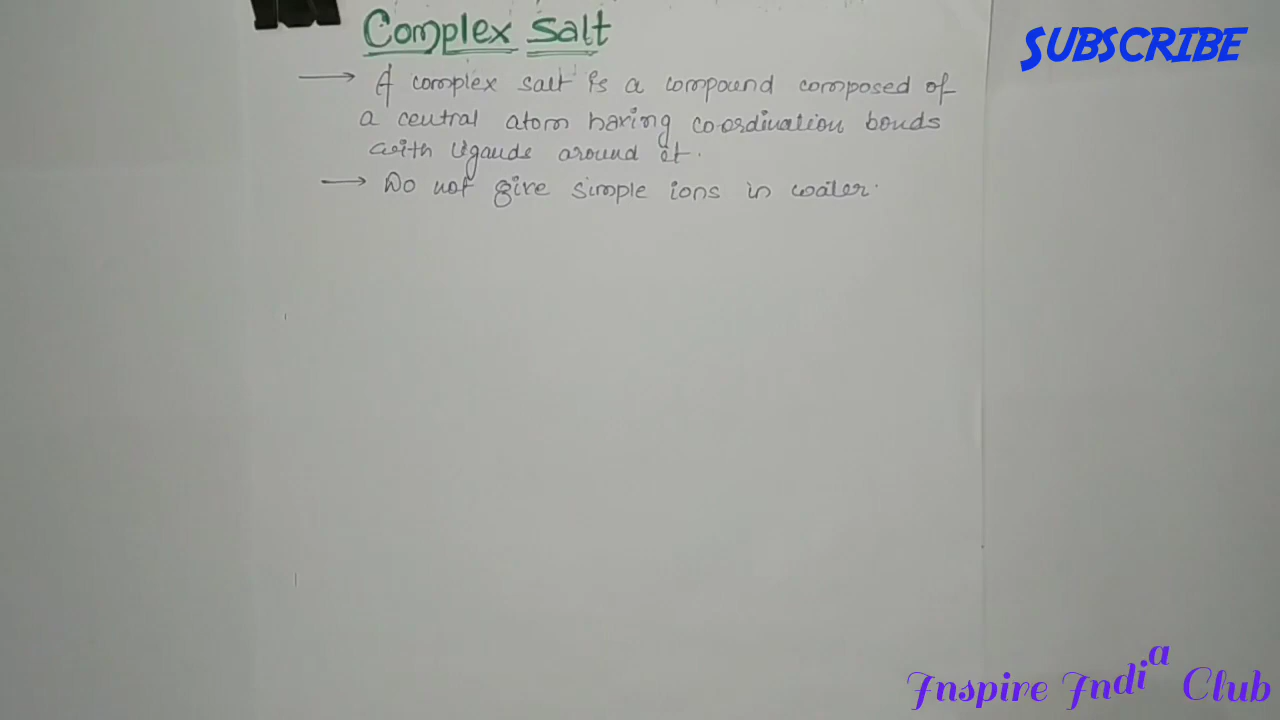 Complex Salt
SUBSCRIBE
→ A complex salt is a compound composed of
a central atom having co-ordination bonds
with ligands around it.
→ Do not give simple ions in water.
Inspire India Club